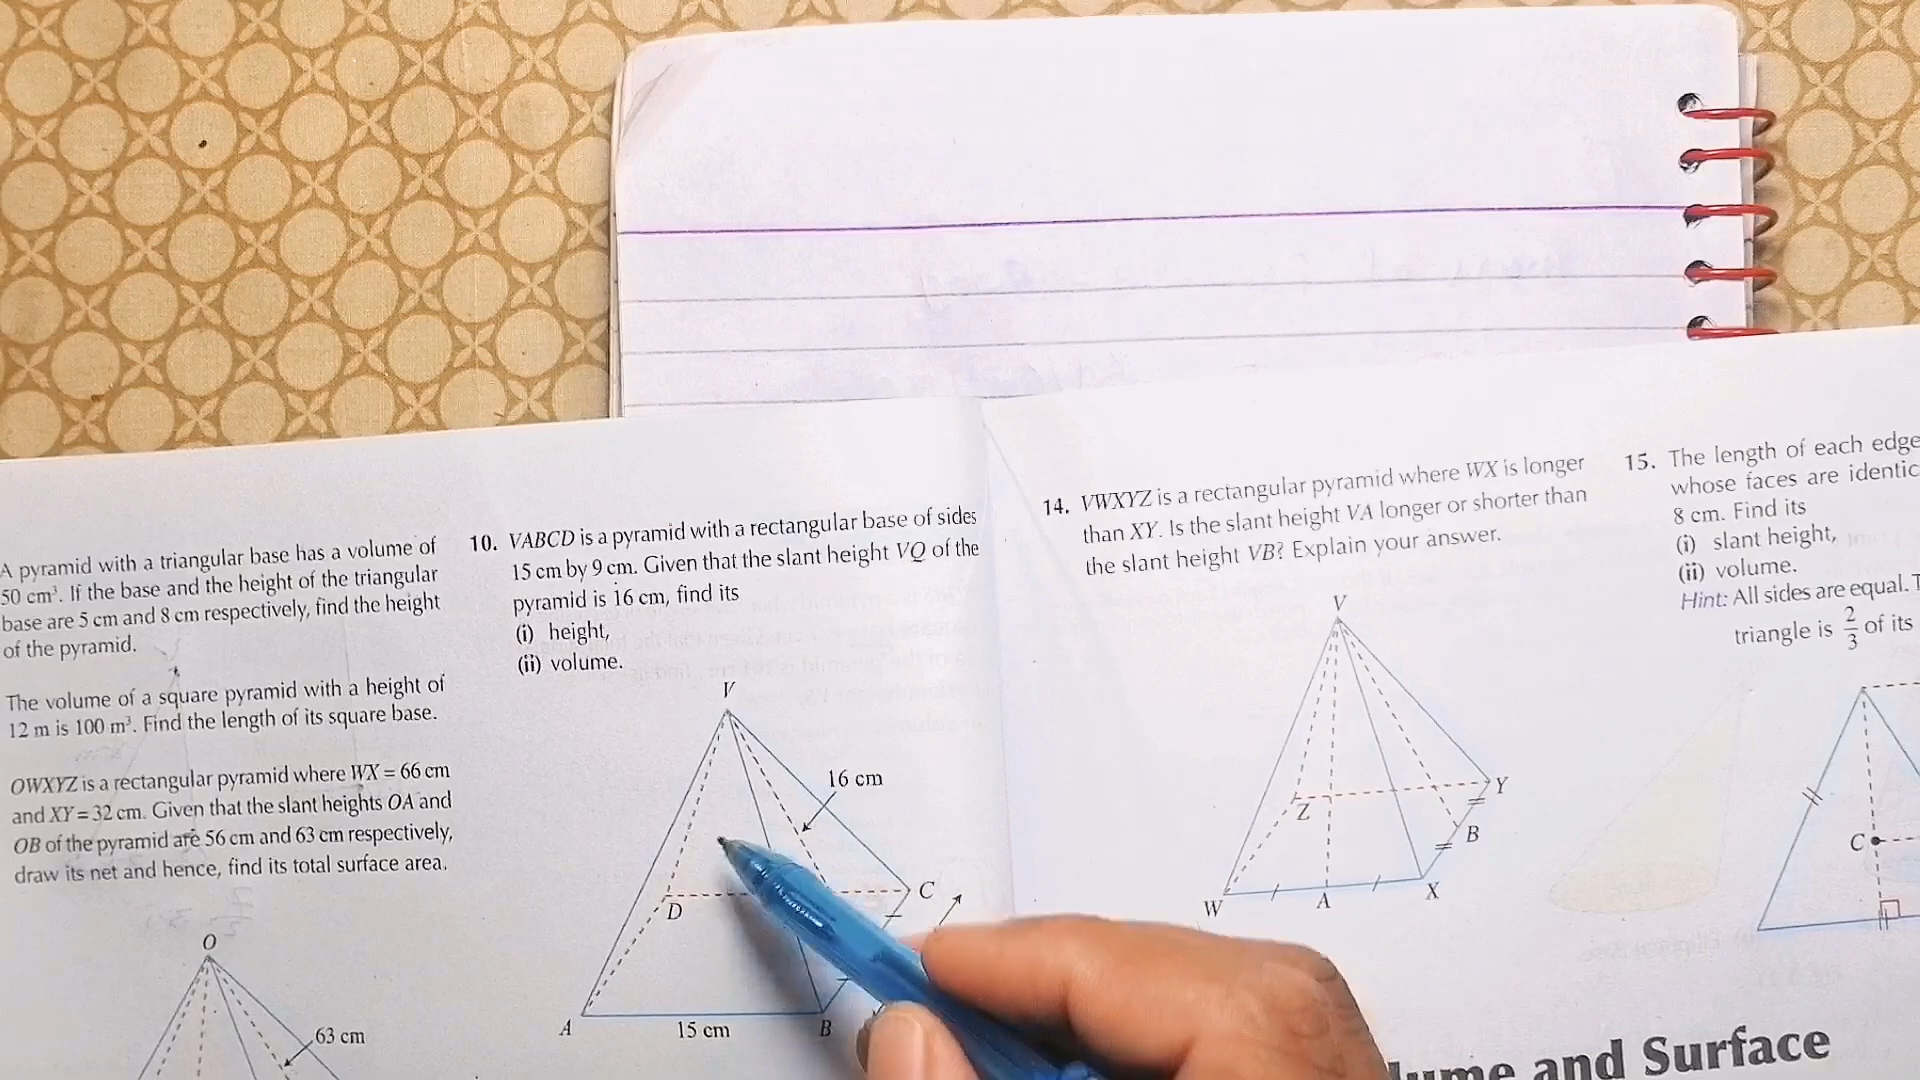 A pyramid with a triangular base has a volume of
50 cm³. If the base and the height of the triangular
base are 5 cm and 8 cm respectively, find the height
of the pyramid.
The volume of a square pyramid with a height of
12 m is 100 m³. Find the length of its square base.
OWXYZ is a rectangular pyramid where WX = 66 cm
and XY = 32 cm. Given that the slant heights OA and
OB of the pyramid are 56 cm and 63 cm respectively,
draw its net and hence, find its total surface area.
O
63 cm
10. VABCD is a pyramid with a rectangular base of sides
15 cm by 9 cm. Given that the slant height VQ of the
pyramid is 16 cm, find its
(i) height,
(ii) volume.
V
16 cm
D
C
A
15 cm
B
14. VWXYZ is a rectangular pyramid where WX is longer
than XY. Is the slant height VA longer or shorter than
the slant height VB? Explain your answer.
V
Z
Y
B
W
A
X
15. The length of each edge
whose faces are
8 cm. Find its
(i) slant height,
(ii) volume.
Hint: All sides are equal.
triangle is 2/3 of its
C
and Surface